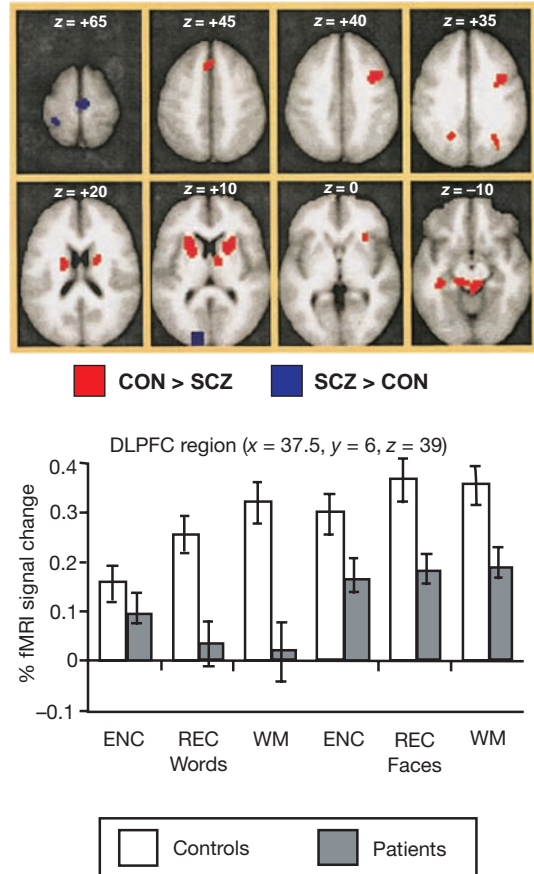 z = +65 z = +45 z = +40 z = +35
z = +20 z = +10 z = 0 z = –10
CON > SCZ SCZ > CON
DLPFC region (x = 37.5, y = 6, z = 39)
% fMRI signal change
0.4
0.3
0.2
0.1
0
–0.1
ENC REC WM ENC REC WM
Words Faces
Controls Patients